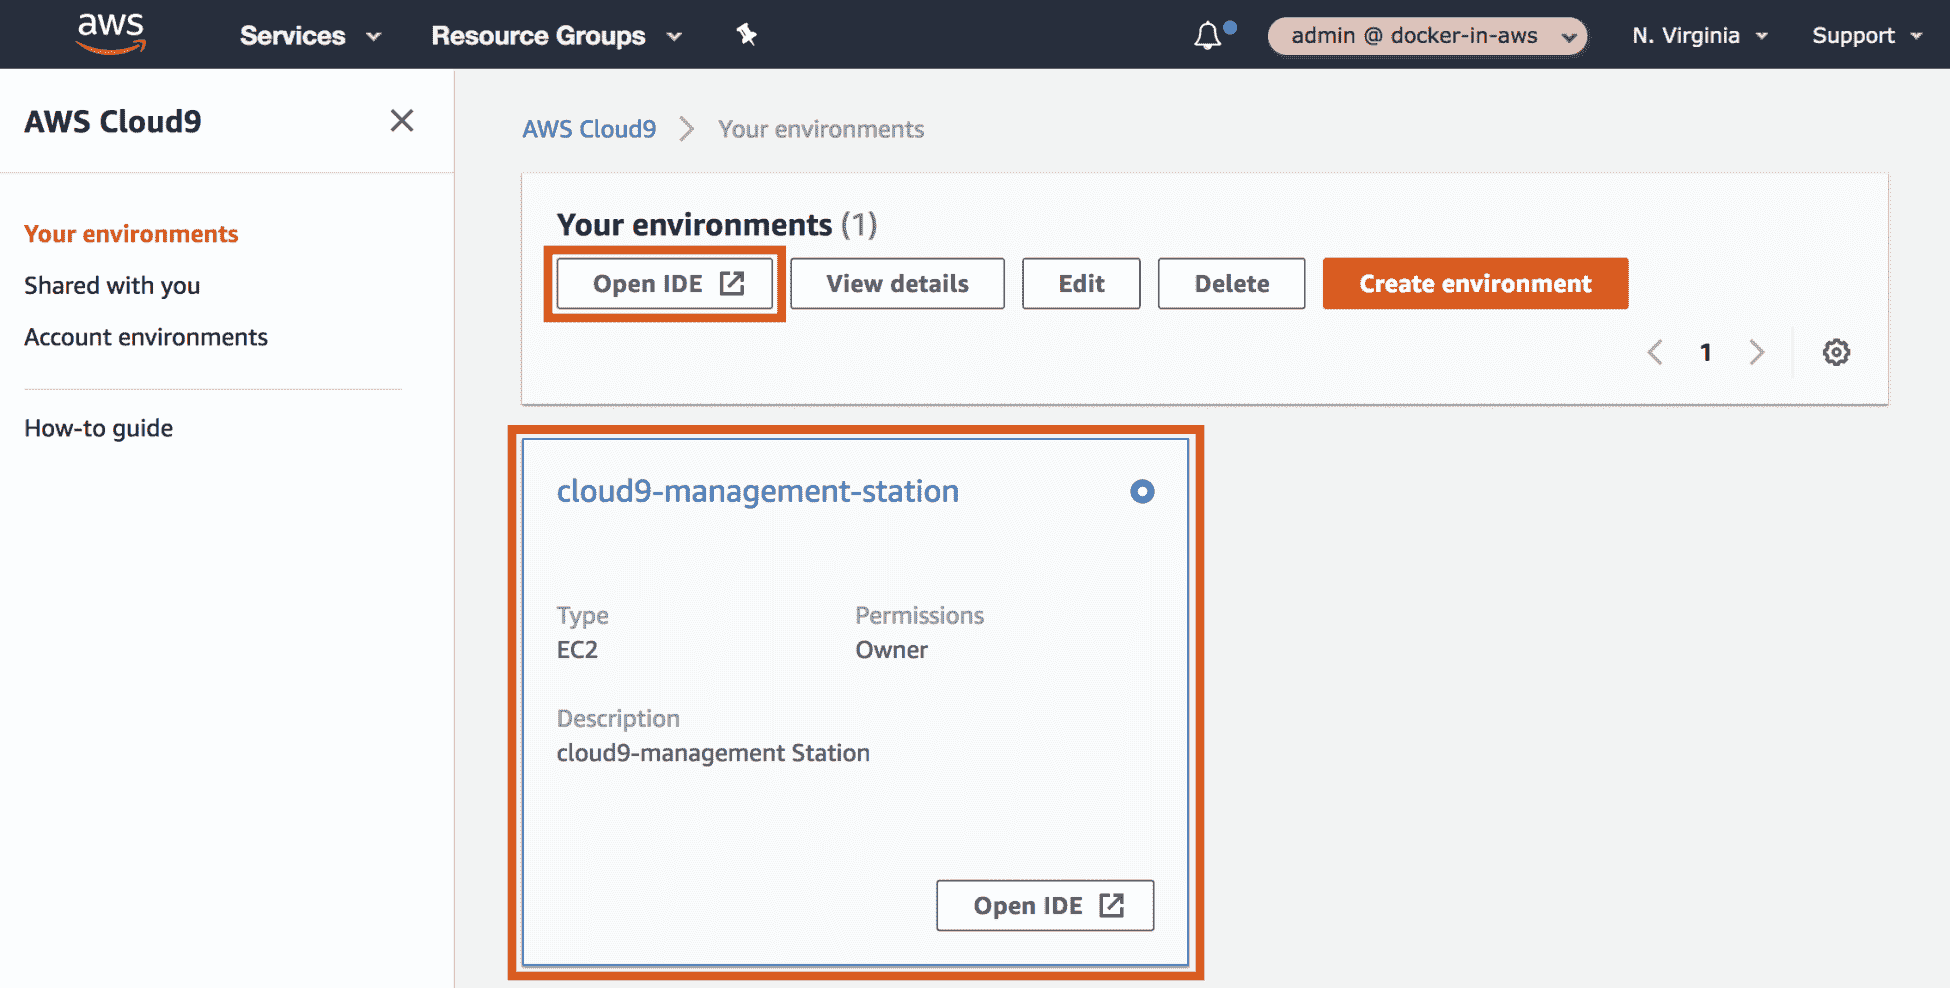 aws Services Resource Groups admin @ docker-in-aws N. Virginia Support
AWS Cloud9
Your environments
Shared with you
Account environments
How-to guide
AWS Cloud9 Your environments
Your environments (1)
Open IDE View details Edit Delete Create environment
1
cloud9-management-station
Type Permissions
EC2 Owner
Description
cloud9-management Station
Open IDE